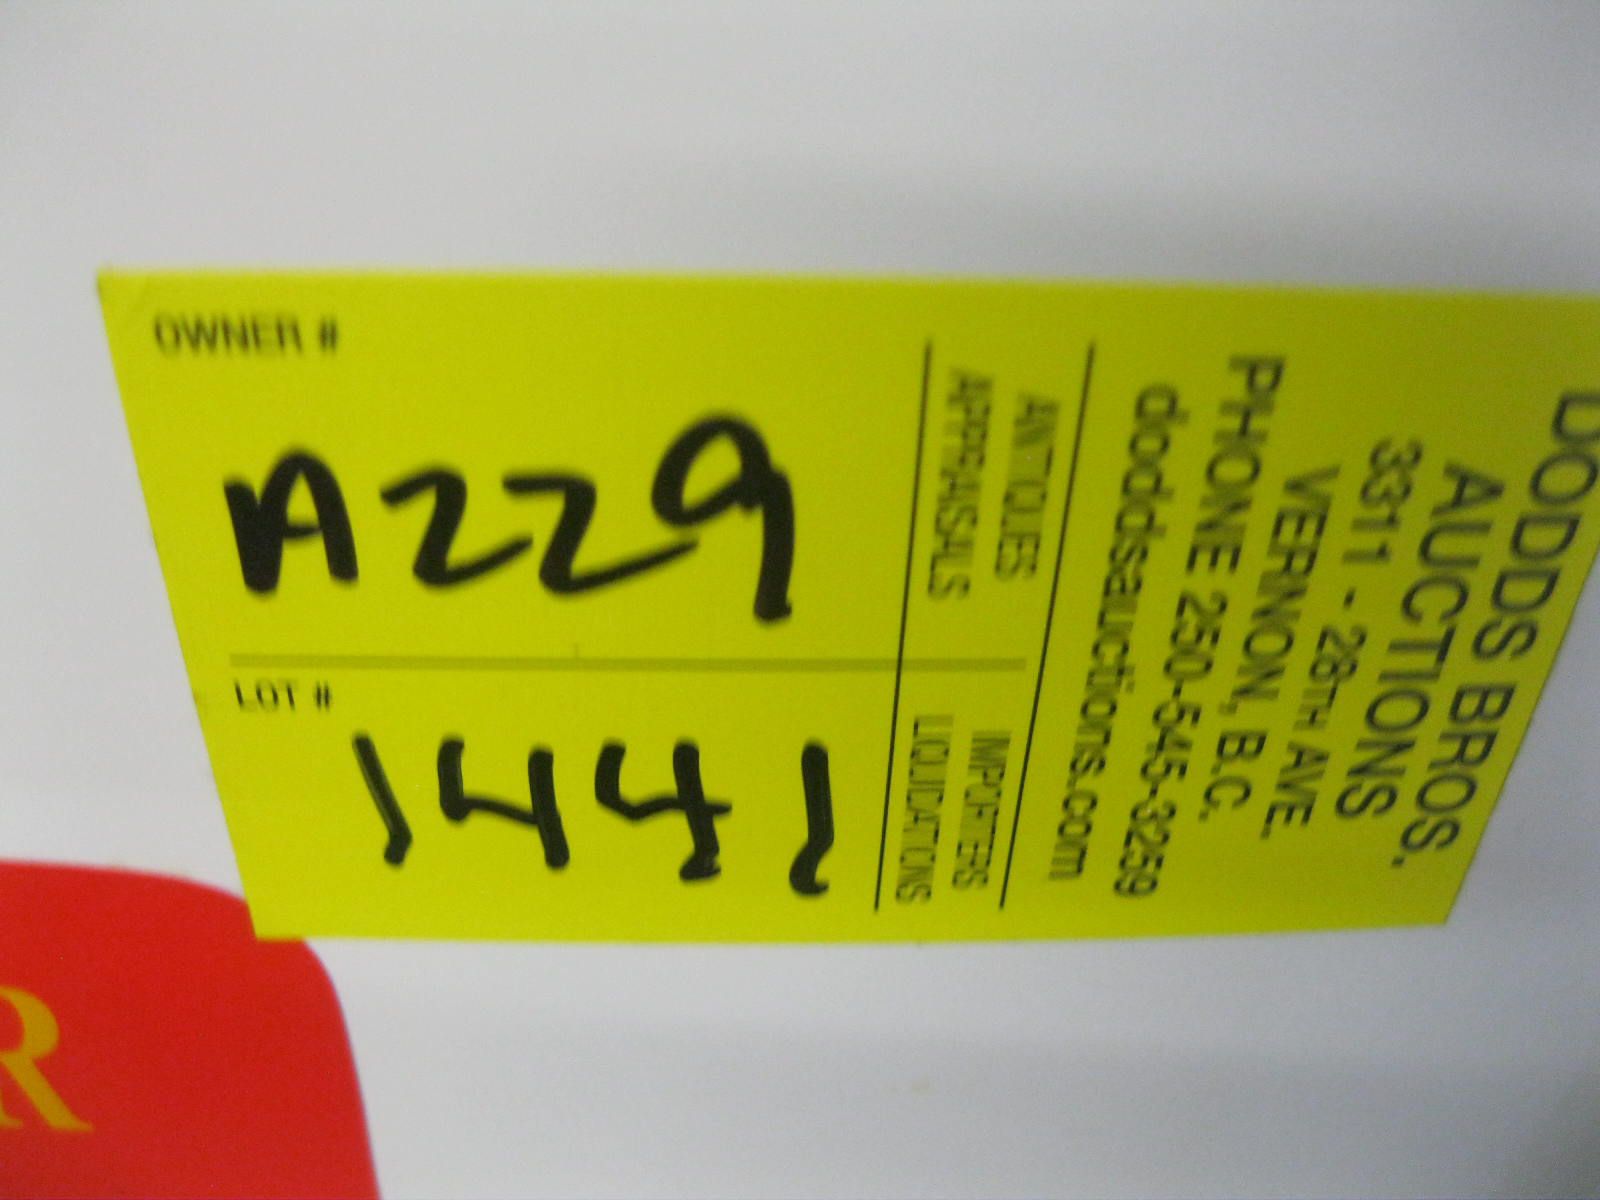 OWNER #
A229
LOT #
1441
DODDS BROS.
AUCTIONS
3311 - 28TH AVE.
VERNON, B.C.
PHONE 250-545-3259
doddsauctions.com
ANTIQUES
APPRAISALS
IMPORTERS
LIQUIDATIONS
R